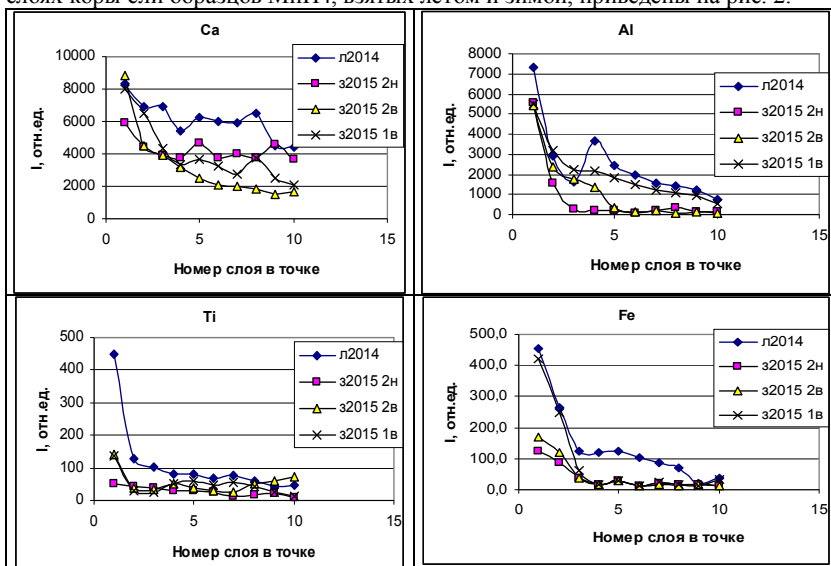 слоях коры ели образцов МПН4, взятых летом и зимой, приведены на рис. 2.
Ca
I, отн.ед.
10000
8000
6000
4000
2000
0
0 5 10 15
Номер слоя в точке
л2014
з2015 2н
з2015 2в
з2015 1в
Al
I, отн.ед.
8000
7000
6000
5000
4000
3000
2000
1000
0
0 5 10 15
Номер слоя в точке
л2014
з2015 2н
з2015 2в
з2015 1в
Ti
I, отн.ед.
500
400
300
200
100
0
0 5 10 15
Номер слоя в точке
л2014
з2015 2н
з2015 2в
з2015 1в
Fe
I, отн.ед.
500,0
400,0
300,0
200,0
100,0
0,0
0 5 10 15
Номер слоя в точке
л2014
з2015 2н
з2015 2в
з2015 1в